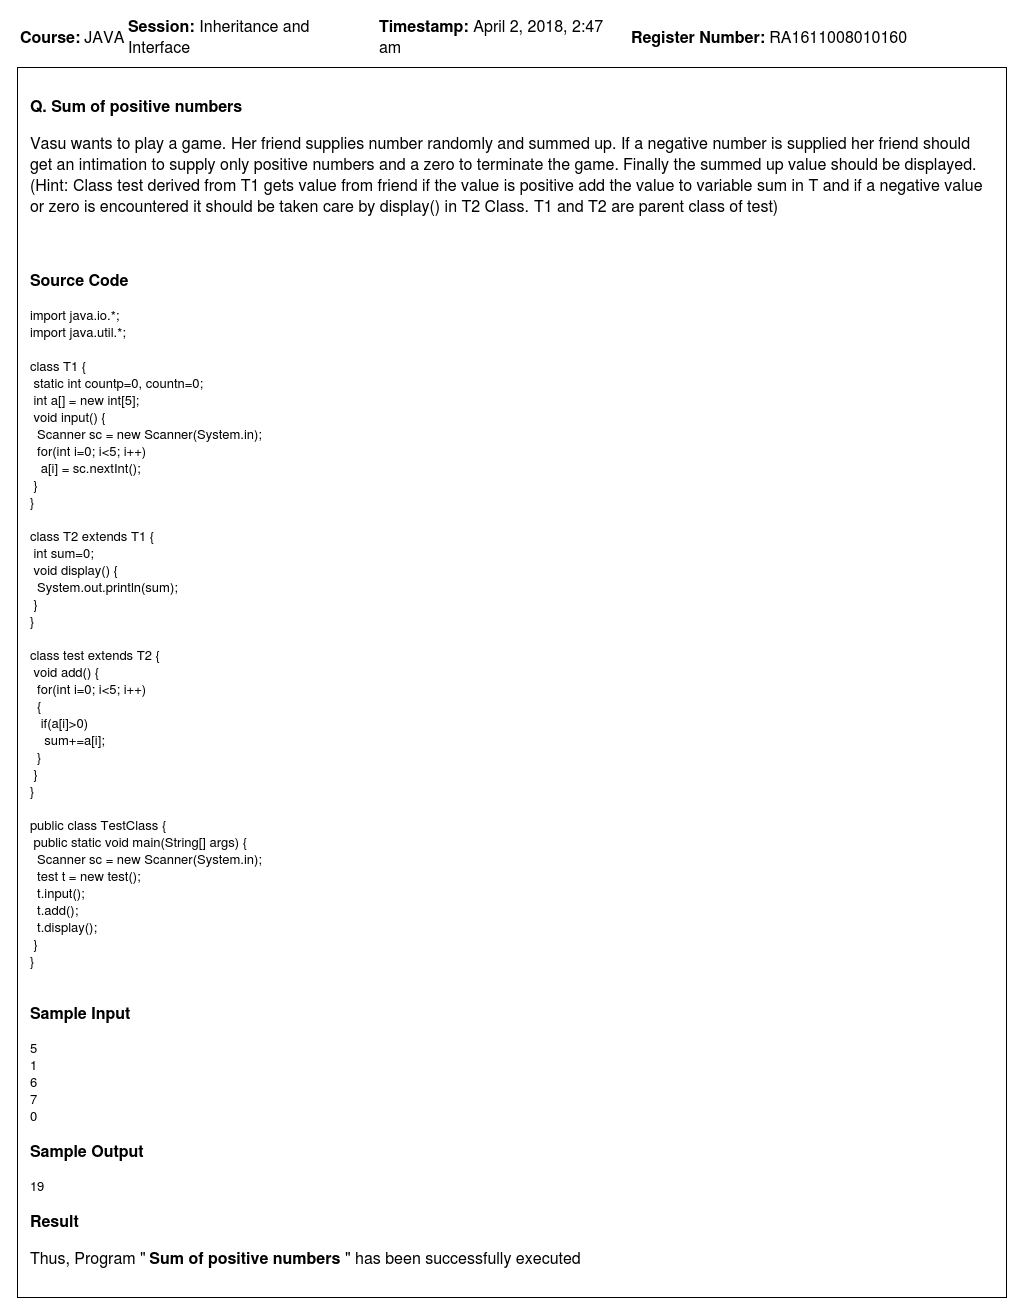 Course: JAVA Session: Inheritance and Interface Timestamp: April 2, 2018, 2:47 am Register Number: RA1611008010160
Q. Sum of positive numbers
Vasu wants to play a game. Her friend supplies number randomly and summed up. If a negative number is supplied her friend should
get an intimation to supply only positive numbers and a zero to terminate the game. Finally the summed up value should be displayed.
(Hint: Class test derived from T1 gets value from friend if the value is positive add the value to variable sum in T and if a negative value
or zero is encountered it should be taken care by display() in T2 Class. T1 and T2 are parent class of test)
Source Code
import java.io.*;
import java.util.*;
class T1 {
static int countp=0, countn=0;
int a[] = new int[5];
void input() {
Scanner sc = new Scanner(System.in);
for(int i=0; i<5; i++)
a[i] = sc.nextInt();
}
}
class T2 extends T1 {
int sum=0;
void display() {
System.out.println(sum);
}
}
class test extends T2 {
void add() {
for(int i=0; i<5; i++)
{
if(a[i]>0)
sum+=a[i];
}
}
}
public class TestClass {
public static void main(String[] args) {
Scanner sc = new Scanner(System.in);
test t = new test();
t.input();
t.add();
t.display();
}
}
Sample Input
5
1
6
7
0
Sample Output
19
Result
Thus, Program " Sum of positive numbers " has been successfully executed